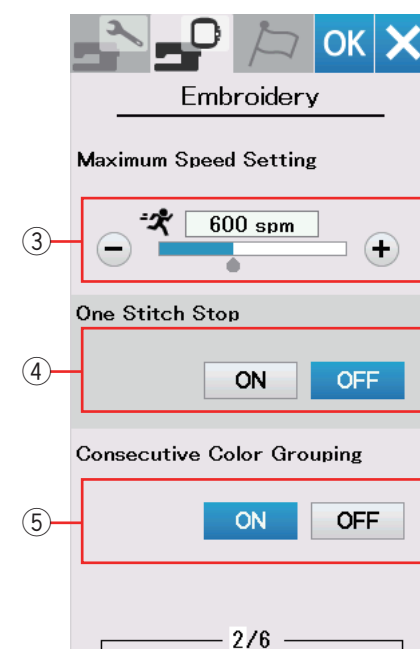 OK X
Embroidery
Maximum Speed Setting
③ 600 spm
− +
One Stitch Stop
④ ON OFF
Consecutive Color Grouping
⑤ ON OFF
2/6